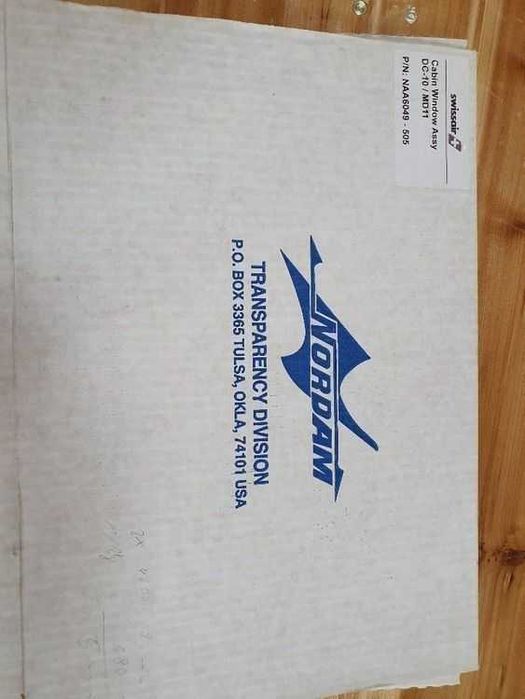 swissair
Cabin Window Assy
DC-10 / MD11
P/N: NAA6049 - 505
NORDAM
TRANSPARENCY DIVISION
P.O. BOX 3365 TULSA, OKLA, 74101 USA